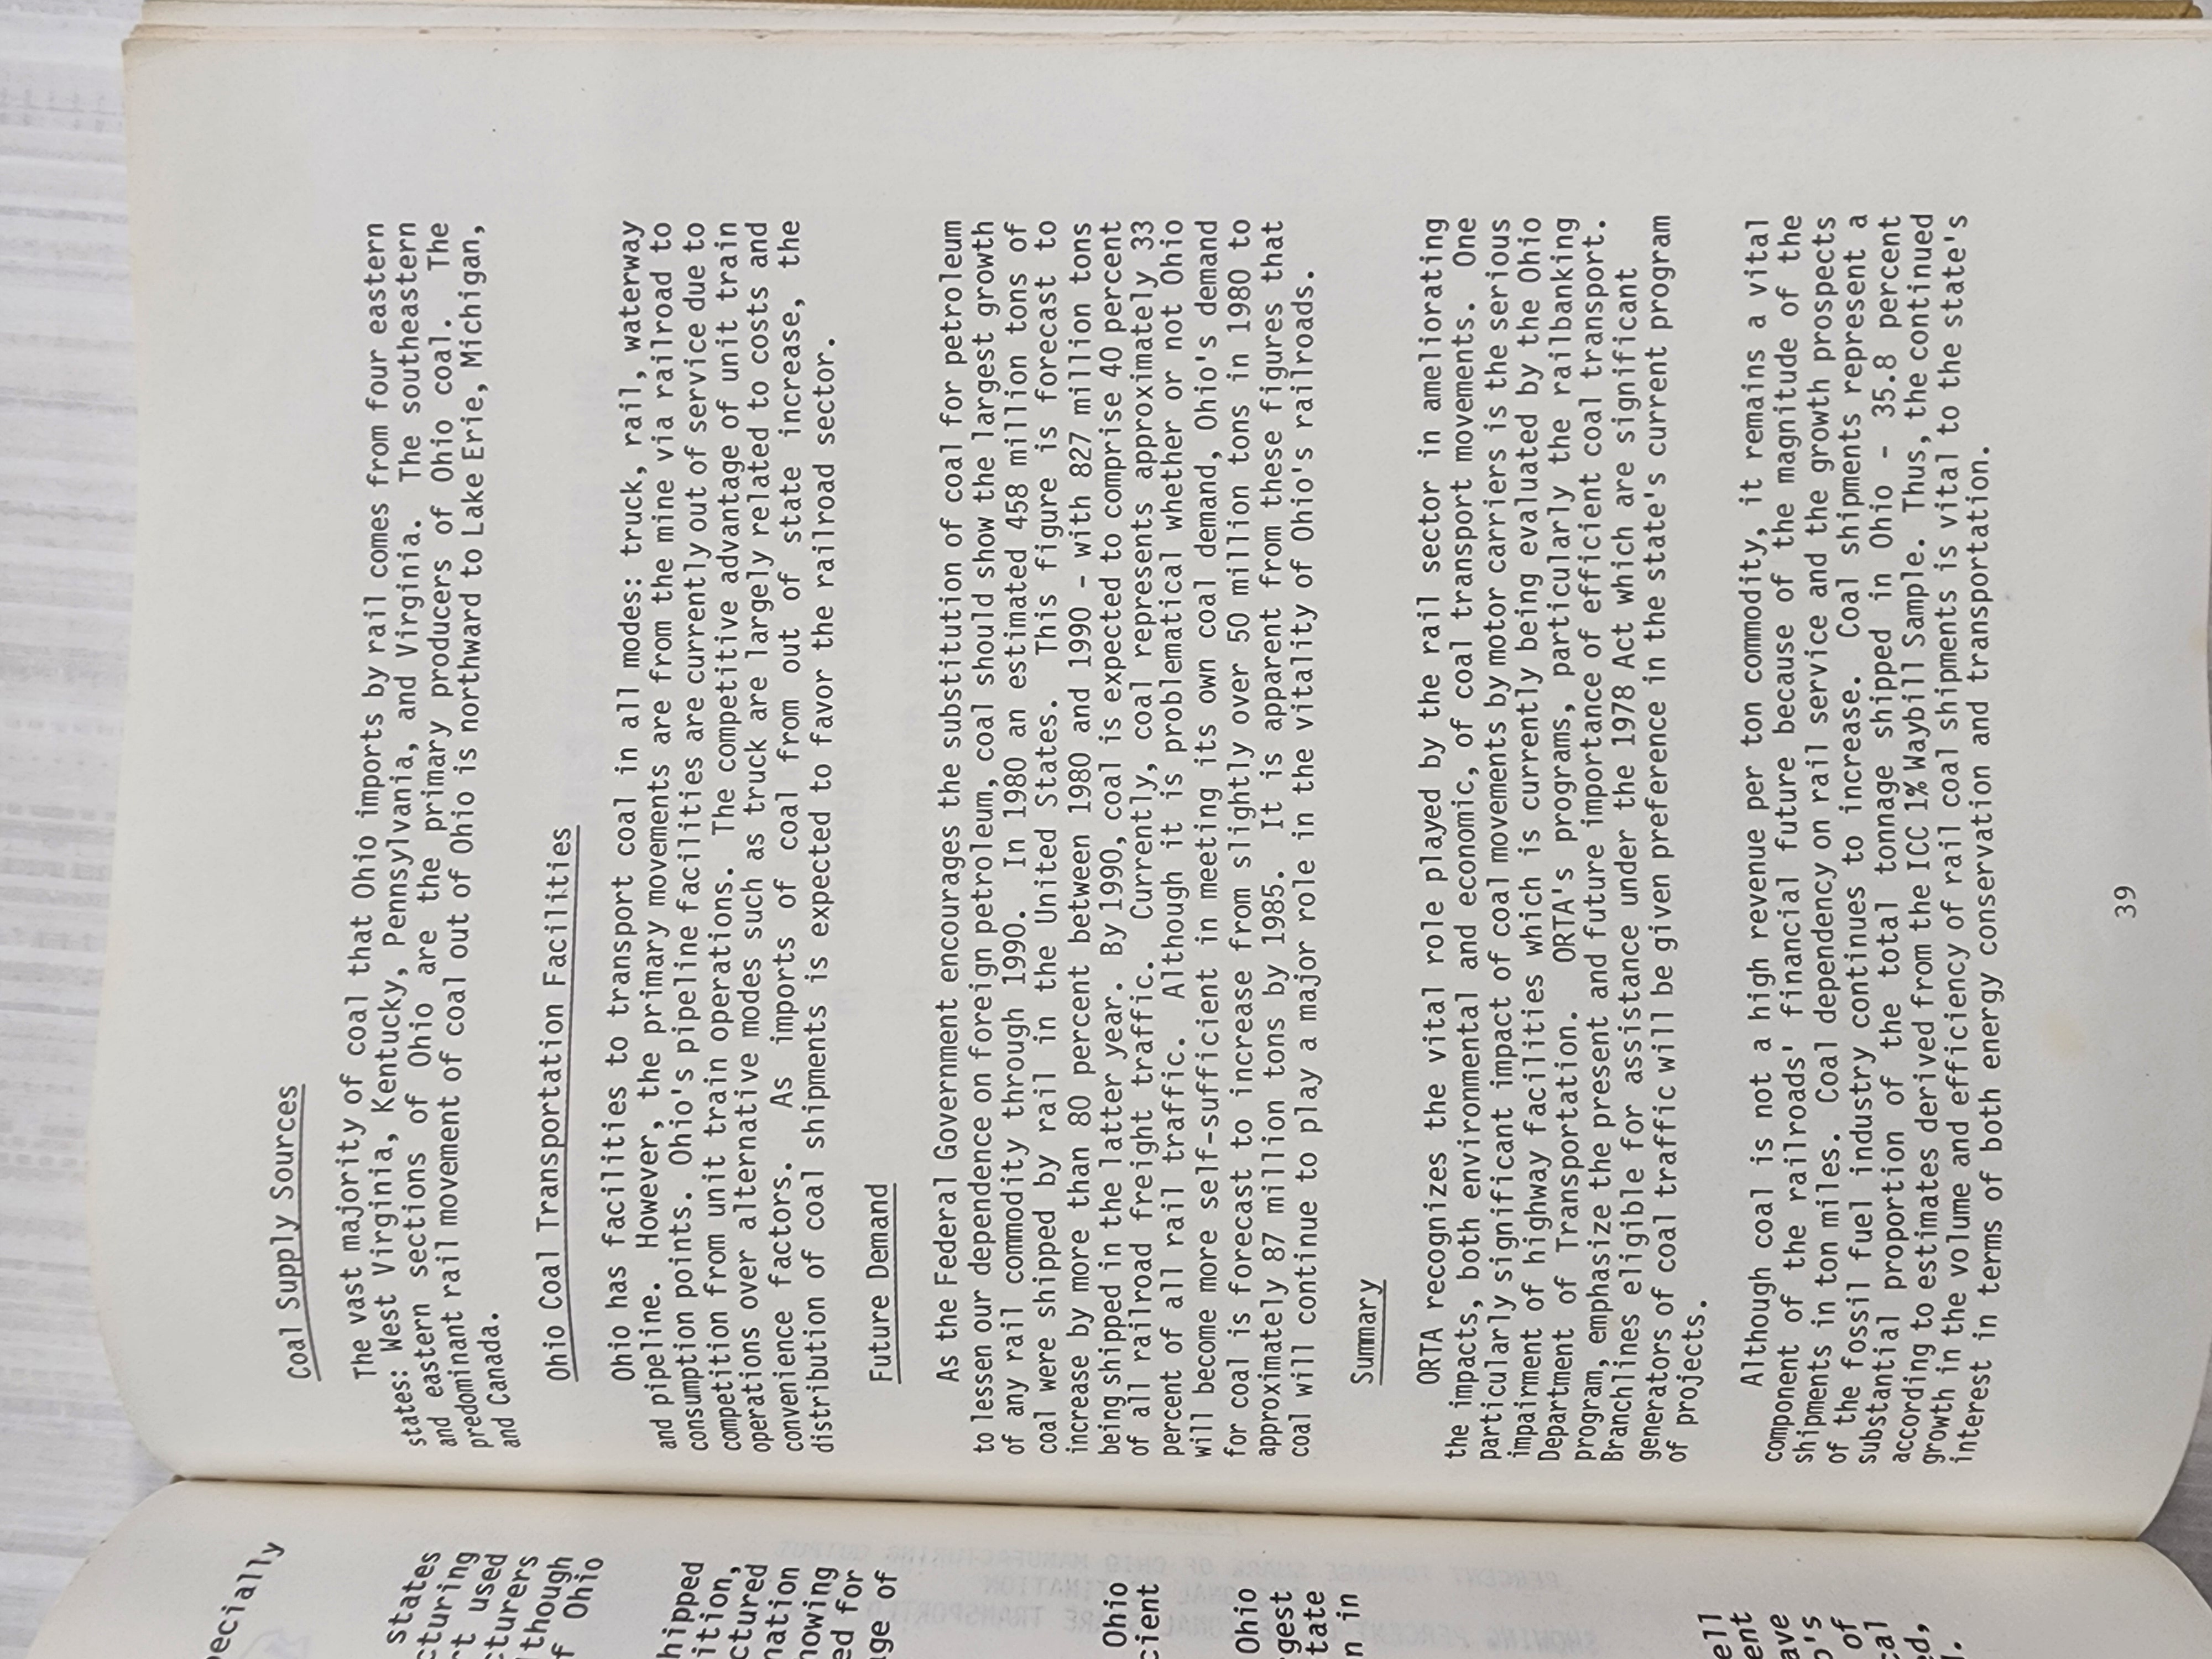 Coal Supply Sources
The vast majority of coal that Ohio imports by rail comes from four eastern
states: West Virginia, Kentucky, Pennsylvania, and Virginia. The southeastern
and eastern sections of Ohio are the primary producers of Ohio coal. The
predominant rail movement of coal out of Ohio is northward to Lake Erie, Michigan,
and Canada.
Ohio Coal Transportation Facilities
Ohio has facilities to transport coal in all modes: truck, rail, waterway
and pipeline. However, the primary movements are from the mine via railroad to
consumption points. Ohio's pipeline facilities are currently out of service due to
competition from unit train operations. The competitive advantage of unit train
operations over alternative modes such as truck are largely related to costs and
convenience factors. As imports of coal from out of state increase, the
distribution of coal shipments is expected to favor the railroad sector.
Future Demand
As the Federal Government encourages the substitution of coal for petroleum
to lessen our dependence on foreign petroleum, coal should show the largest growth
of any rail commodity through 1990. In 1980 an estimated 458 million tons of
coal were shipped by rail in the United States. This figure is forecast to
increase by more than 80 percent between 1980 and 1990 - with 827 million tons
being shipped in the latter year. By 1990, coal is expected to comprise 40 percent
of all railroad freight traffic. Currently, coal represents approximately 33
percent of all rail traffic. Although it is problematical whether or not Ohio
will become more self-sufficient in meeting its own coal demand, Ohio's demand
for coal is forecast to increase from slightly over 50 million tons in 1980 to
approximately 87 million tons by 1985. It is apparent from these figures that
coal will continue to play a major role in the vitality of Ohio's railroads.
Summary
ORTA recognizes the vital role played by the rail sector in ameliorating
the impacts, both environmental and economic, of coal transport movements. One
particularly significant impact of coal movements by motor carriers is the serious
impairment of highway facilities which is currently being evaluated by the Ohio
Department of Transportation. ORTA's programs, particularly the railbanking
program, emphasize the present and future importance of efficient coal transport.
Branchlines eligible for assistance under the 1978 Act which are significant
generators of coal traffic will be given preference in the state's current program
of projects.
Although coal is not a high revenue per ton commodity, it remains a vital
component of the railroads' financial future because of the magnitude of the
shipments in ton miles. Coal dependency on rail service and the growth prospects
of the fossil fuel industry continues to increase. Coal shipments represent a
substantial proportion of the total tonnage shipped in Ohio - 35.8 percent
according to estimates derived from the ICC 1% Waybill Sample. Thus, the continued
growth in the volume and efficiency of rail coal shipments is vital to the state's
interest in terms of both energy conservation and transportation.
39